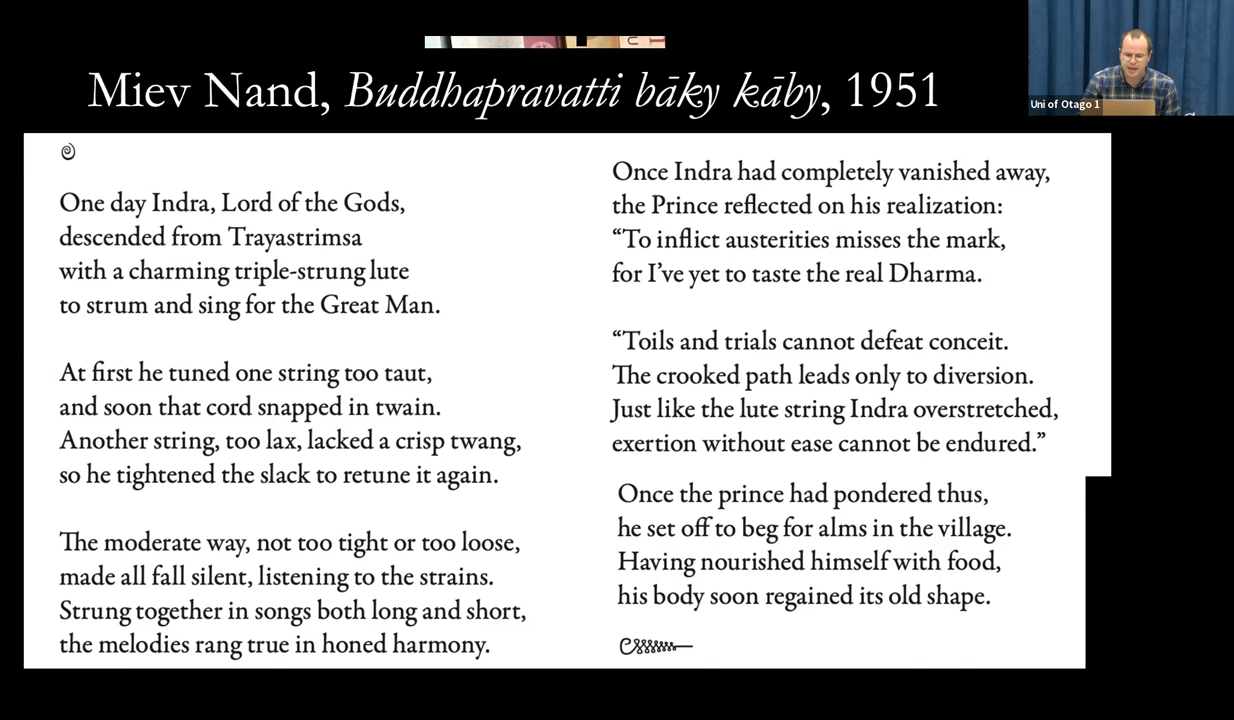 Miev Nand, Buddhapravatti bāky kāby, 1951
Uni of Otago 1
One day Indra, Lord of the Gods,
descended from Trayastrimsa
with a charming triple-strung lute
to strum and sing for the Great Man.
At first he tuned one string too taut,
and soon that cord snapped in twain.
Another string, too lax, lacked a crisp twang,
so he tightened the slack to retune it again.
The moderate way, not too tight or too loose,
made all fall silent, listening to the strains.
Strung together in songs both long and short,
the melodies rang true in honed harmony.
Once Indra had completely vanished away,
the Prince reflected on his realization:
“To inflict austerities misses the mark,
for I’ve yet to taste the real Dharma.
“Toils and trials cannot defeat conceit.
The crooked path leads only to diversion.
Just like the lute string Indra overstretched,
exertion without ease cannot be endured.”
Once the prince had pondered thus,
he set off to beg for alms in the village.
Having nourished himself with food,
his body soon regained its old shape.